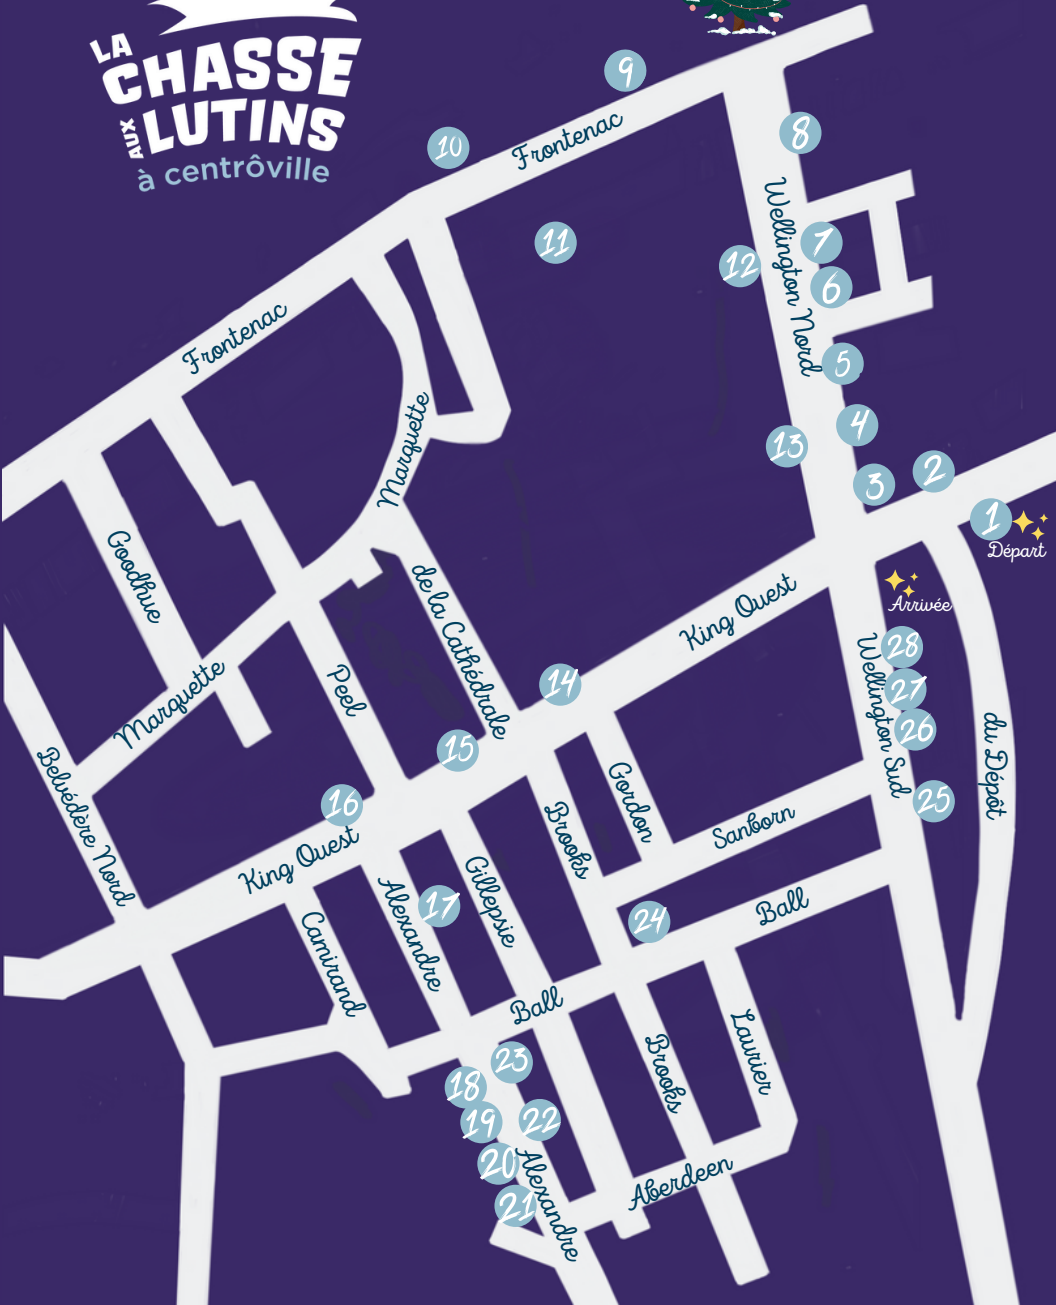 LA
CHASSE
AUX
LUTINS
à centrôville
9
10
Frontenac
8
11
Wellington Nord
7
12
6
Frontenac
5
4
Marquette
13
2
3
1
Départ
Goodhue
de la Cathédrale
King Ouest
Arrivée
28
Wellington Sud
Marquette
Peel
14
27
26
du Dépôt
15
Belvédère Nord
16
Gordon
25
Brooks
Sanborn
King Ouest
Gillepsie
Alexandre
17
Ball
24
Camirand
Ball
Laurier
Brooks
23
18
22
19
20
Alexandre
Aberdeen
21